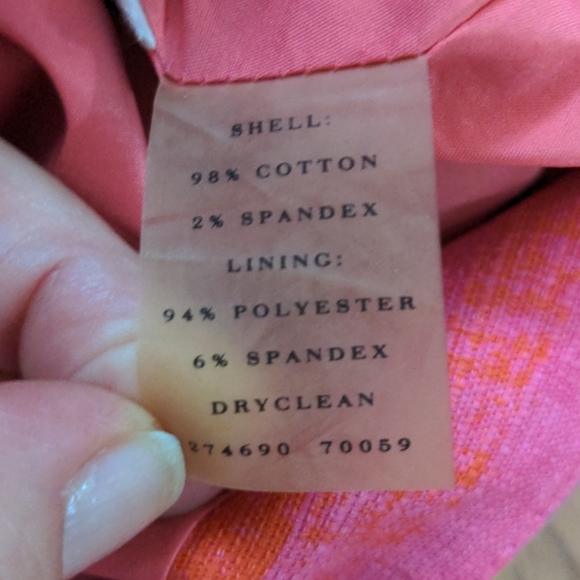 SHELL:
98% COTTON
2% SPANDEX
LINING:
94% POLYESTER
6% SPANDEX
DRYCLEAN
274690 70059